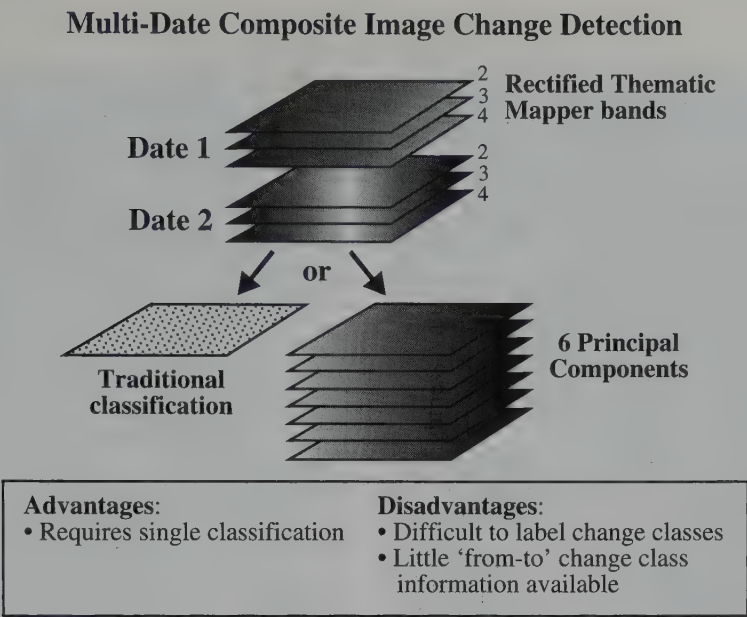 Multi-Date Composite Image Change Detection
2
3
4
Rectified Thematic
Mapper bands
Date 1
2
3
4
Date 2
or
Traditional
classification
6 Principal
Components
Advantages:
• Requires single classification
Disadvantages:
• Difficult to label change classes
• Little ‘from-to’ change class
information available